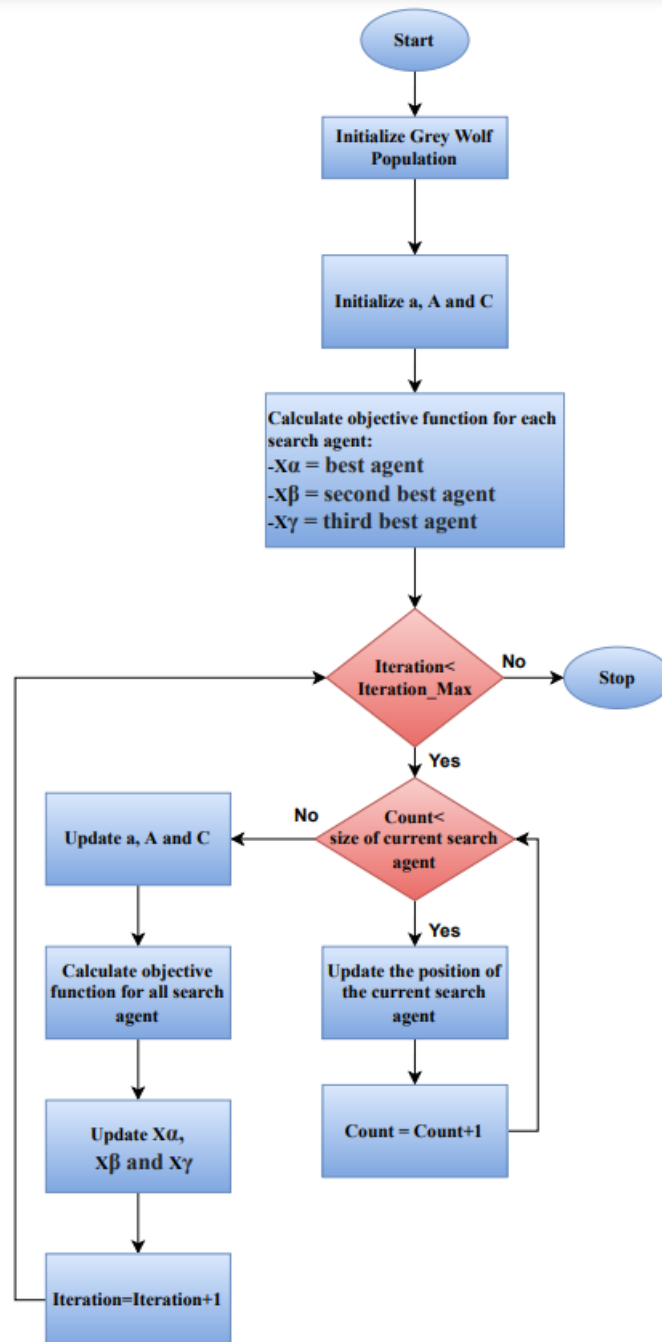 Start
Initialize Grey Wolf
Population
Initialize a, A and C
Calculate objective function for each
search agent:
-Xα = best agent
-Xβ = second best agent
-Xγ = third best agent
Iteration<
Iteration_Max
No
Stop
Yes
Count<
size of current search
agent
No
Update a, A and C
Yes
Calculate objective
function for all search
agent
Update the position of
the current search
agent
Update Xα,
Xβ and Xγ
Count = Count+1
Iteration=Iteration+1